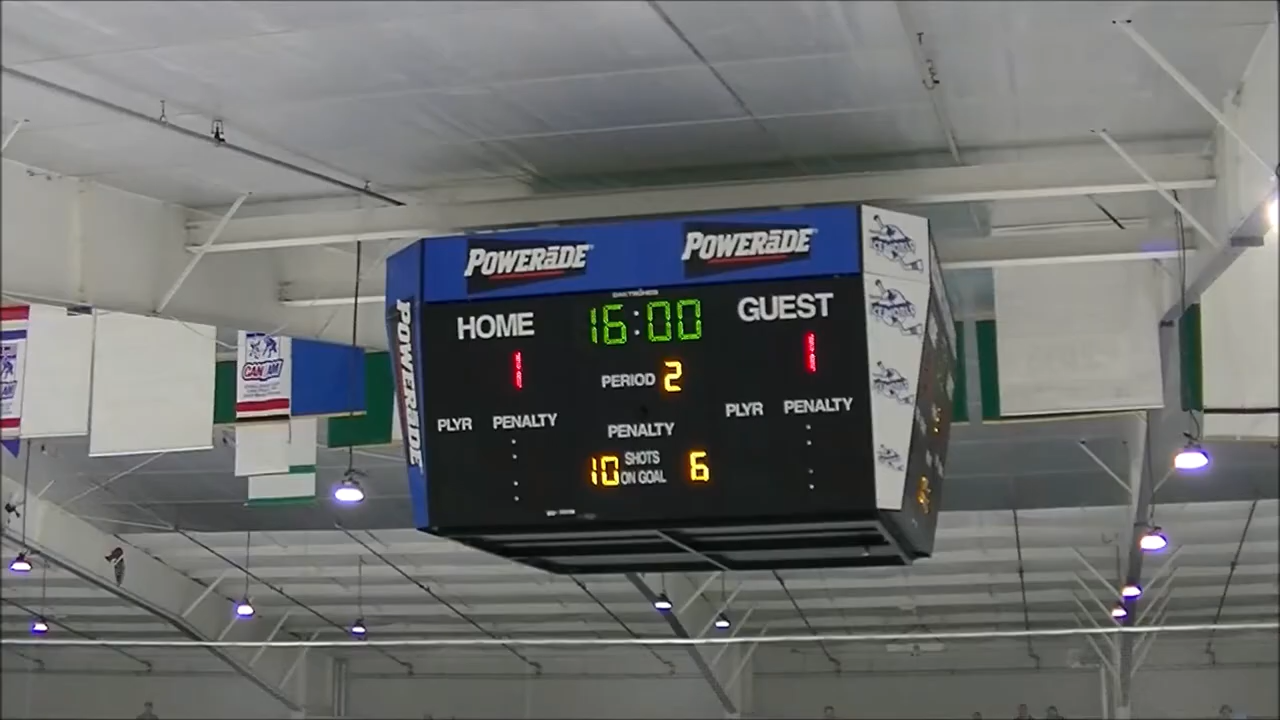 POWERADE POWERADE
DAKTRONICS
HOME 16:00 GUEST
1 1
PERIOD 2
PLYR PENALTY PLYR PENALTY
PENALTY
10 SHOTS ON GOAL 6
POWERADE
CAN AM